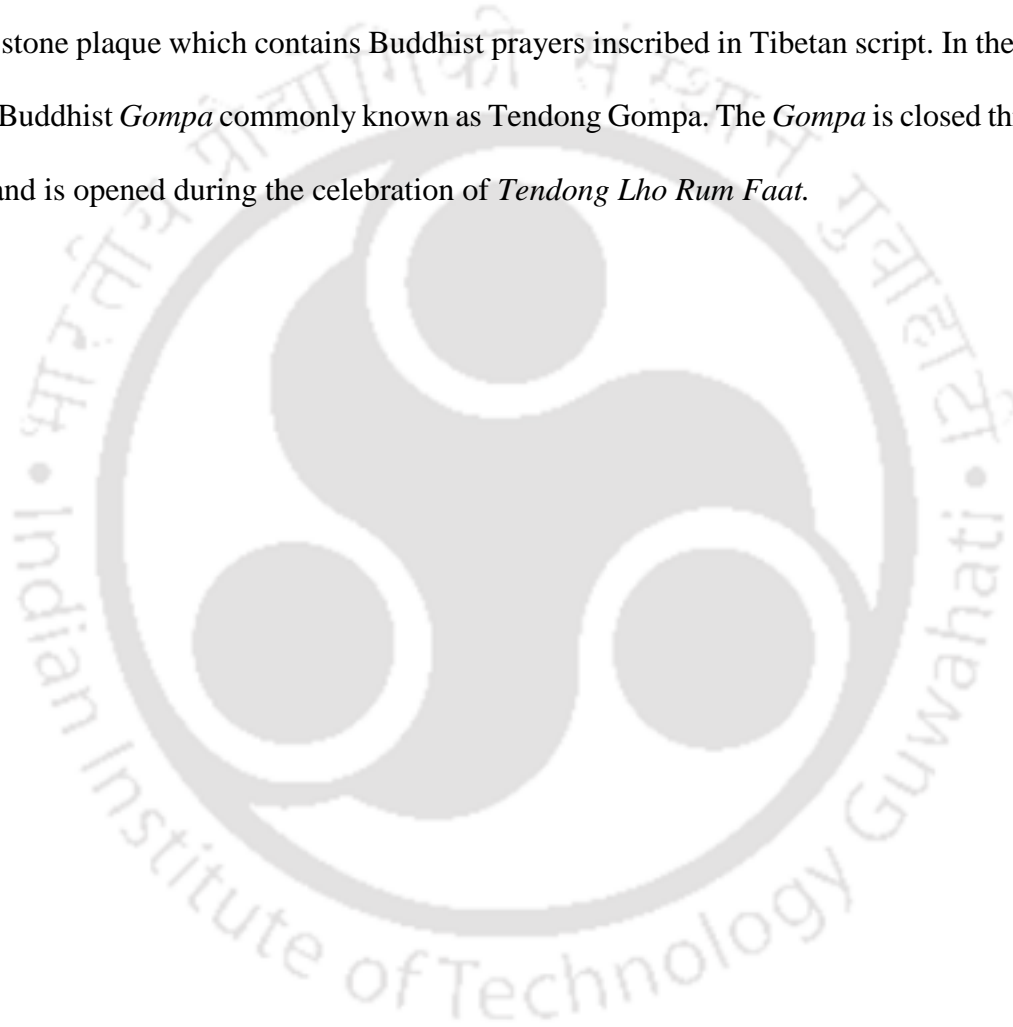 stone plaque which contains Buddhist prayers inscribed in Tibetan script. In the
Buddhist Gompa commonly known as Tendong Gompa. The Gompa is closed th
and is opened during the celebration of Tendong Lho Rum Faat.
भारतीय प्रौद्योगिकी संस्थान गुवाहाटी
Indian Institute of Technology Guwahati